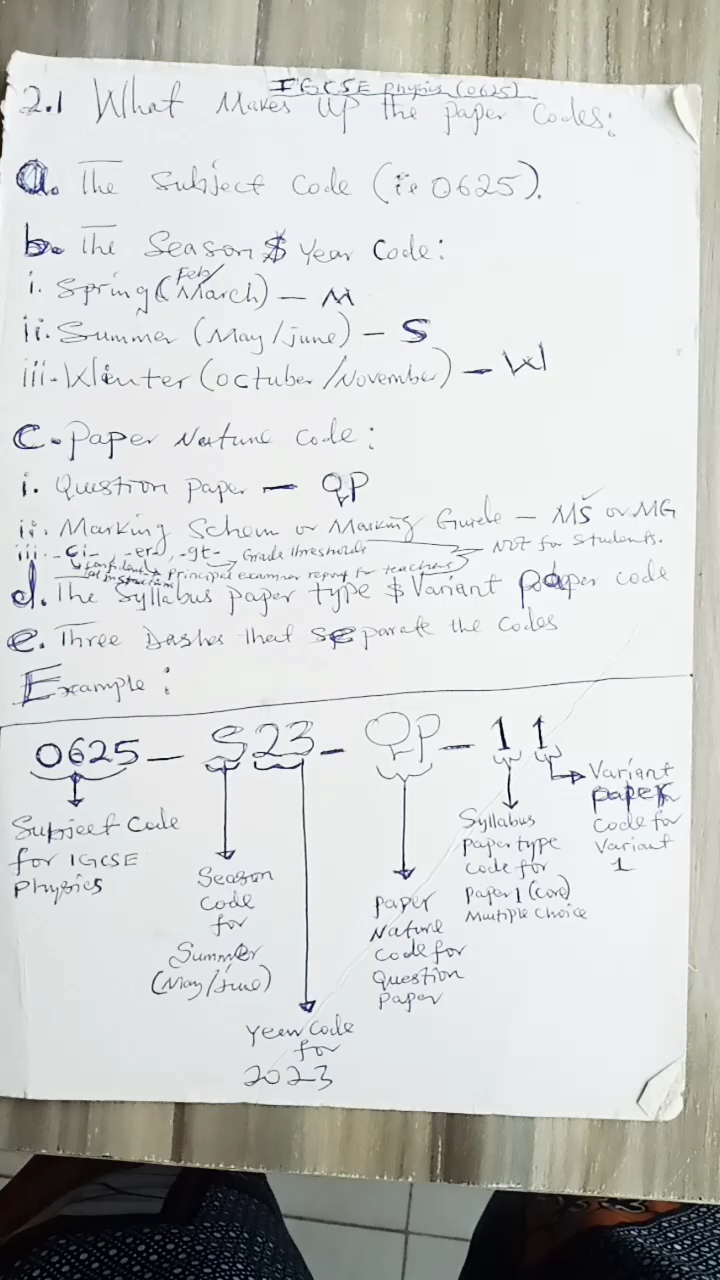 IGCSE Physics (0625)
2.1 What Makes up the paper Codes:
a. The Subject Code (ie 0625).
b. The Season & Year Code:
i. Spring (Feb/March) – M
ii. Summer (May/june) – S
iii. Winter (octuber/November) – W
C. Paper Nature Code:
i. Question paper – QP
ii. Marking Schem or Marking Guide – MS or MG
iii. -ci-, -er-, -gt- → Grade thresholds
NOT for Students.
Principal examiner report for teachers
d. The Syllabus paper type & Variant paper code
e. Three Dashes that separate the Codes
Example:
0625 – S23 – QP – 11
Subject Code
for IGCSE
Physics
Season
Code
for
Summer
(May/june)
Year Code
for
2023
paper
Nature
Code for
Question
paper
Syllabus
paper type
Code for
Paper 1 (Core)
Multiple Choice
Variant
paper
Code for
Variant
1